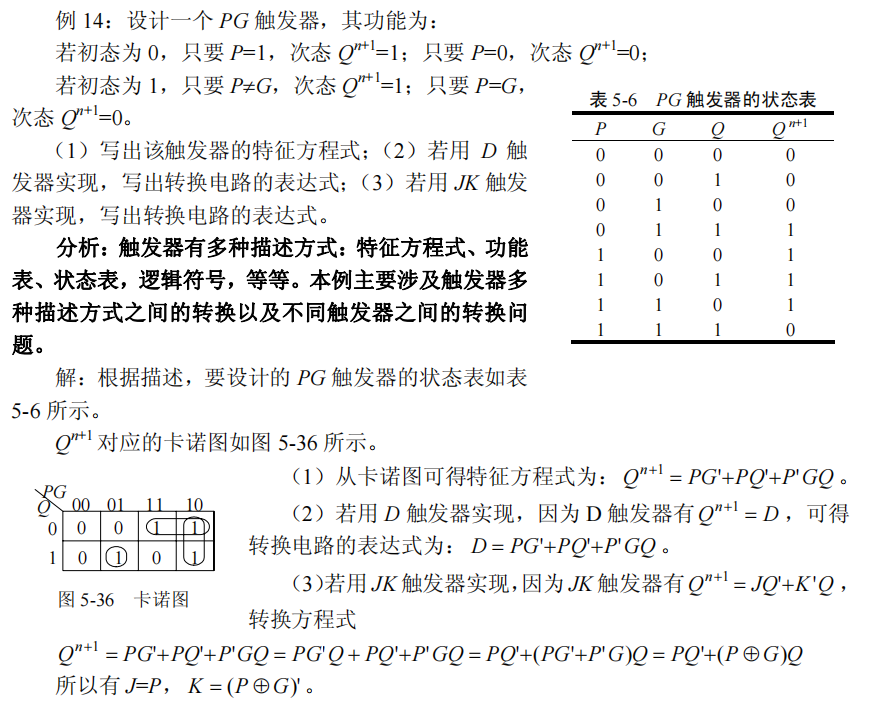 例 14：设计一个 PG 触发器，其功能为：
若初态为 0，只要 P=1，次态 Qⁿ⁺¹=1；只要 P=0，次态 Qⁿ⁺¹=0；
若初态为 1，只要 P≠G，次态 Qⁿ⁺¹=1；只要 P=G，
次态 Qⁿ⁺¹=0。
（1）写出该触发器的特征方程式；（2）若用 D 触
发器实现，写出转换电路的表达式；（3）若用 JK 触发
器实现，写出转换电路的表达式。
分析：触发器有多种描述方式：特征方程式、功能
表、状态表，逻辑符号，等等。本例主要涉及触发器多
种描述方式之间的转换以及不同触发器之间的转换问
题。
解：根据描述，要设计的 PG 触发器的状态表如表
5-6 所示。
表 5-6 PG 触发器的状态表
P G Q Qⁿ⁺¹
0 0 0 0
0 0 1 0
0 1 0 0
0 1 1 1
1 0 0 1
1 0 1 1
1 1 0 1
1 1 1 0
Qⁿ⁺¹ 对应的卡诺图如图 5-36 所示。
PG
Q 00 01 11 10
0 0 0 1 1
1 0 1 0 1
图 5-36 卡诺图
（1）从卡诺图可得特征方程式为：Qⁿ⁺¹ = PG'+PQ'+P'GQ 。
（2）若用 D 触发器实现，因为 D 触发器有 Qⁿ⁺¹ = D ，可得
转换电路的表达式为：D = PG'+PQ'+P'GQ 。
（3)若用 JK 触发器实现，因为 JK 触发器有 Qⁿ⁺¹ = JQ'+K'Q ，
转换方程式
Qⁿ⁺¹ = PG'+PQ'+P'GQ = PG'Q + PQ'+P'GQ = PQ'+(PG'+P'G)Q = PQ'+(P ⊕ G)Q
所以有 J=P， K = (P ⊕ G)' 。